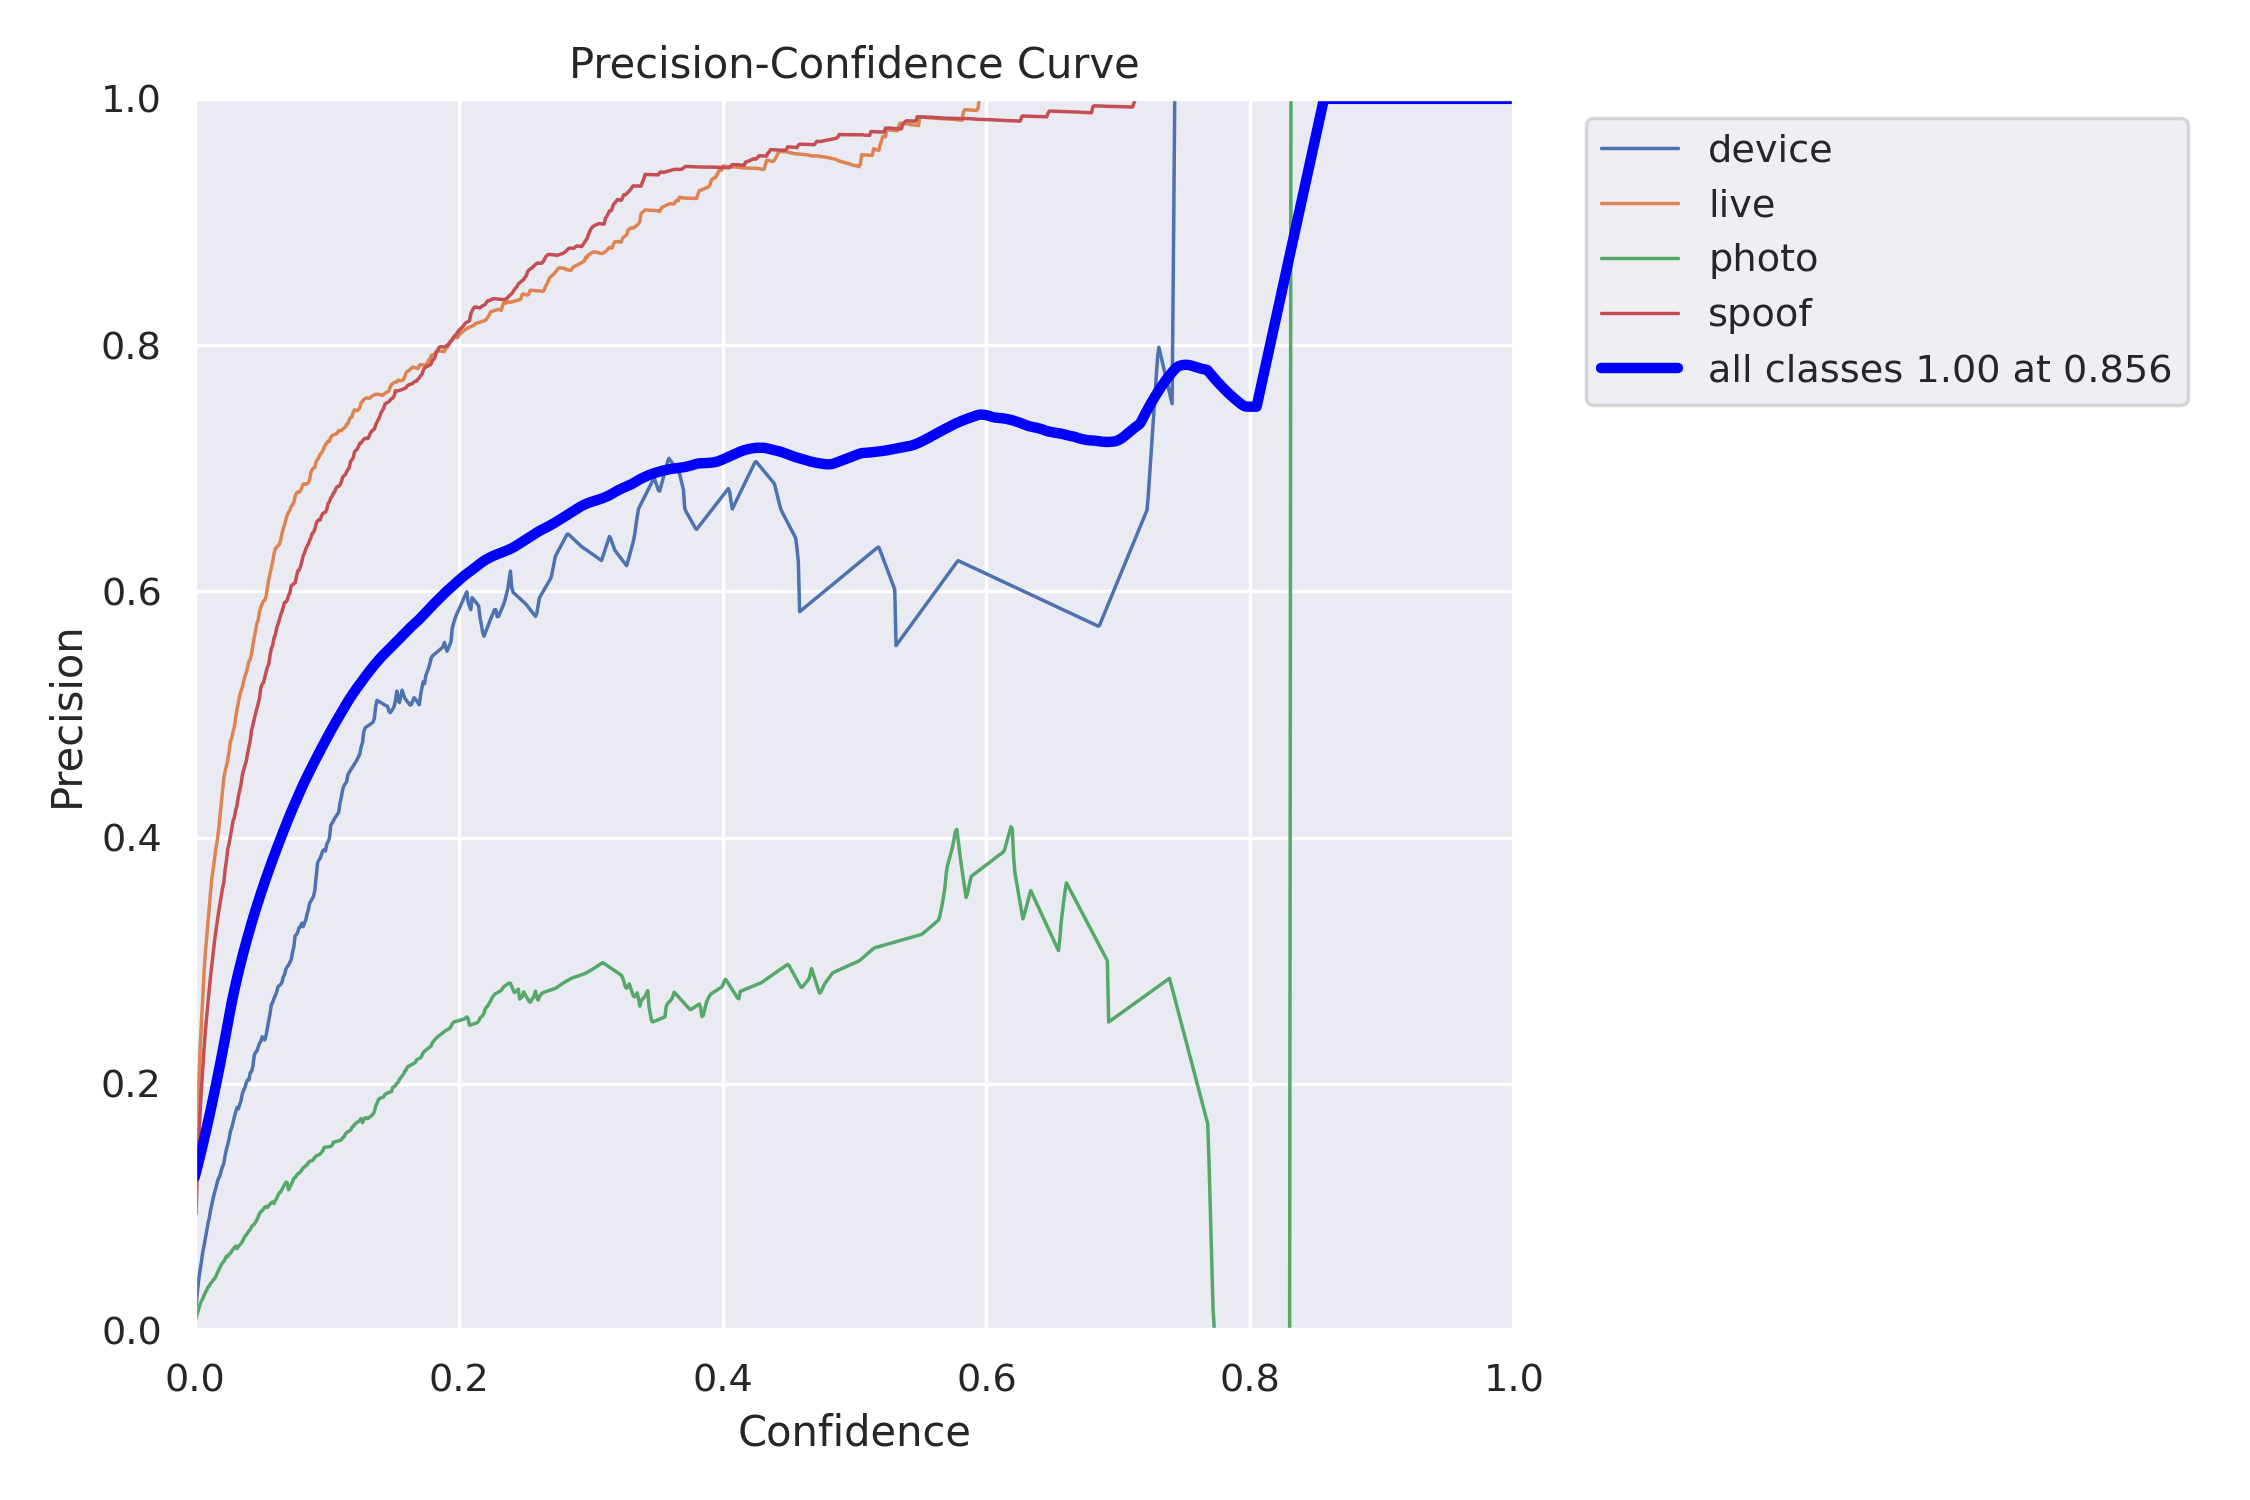 Precision-Confidence Curve
1.0
0.8
0.6
0.4
0.2
0.0
Precision
0.0 0.2 0.4 0.6 0.8 1.0
Confidence
device
live
photo
spoof
all classes 1.00 at 0.856